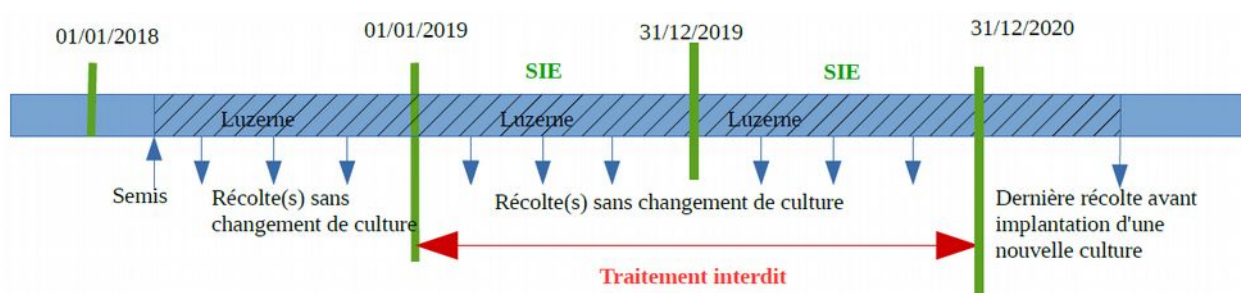 01/01/2018
01/01/2019
31/12/2019
31/12/2020
SIE
SIE
Luzerne
Luzerne
Luzerne
Semis
Récolte(s) sans
changement de culture
Récolte(s) sans changement de culture
Dernière récolte avant
implantation d'une
nouvelle culture
Traitement interdit